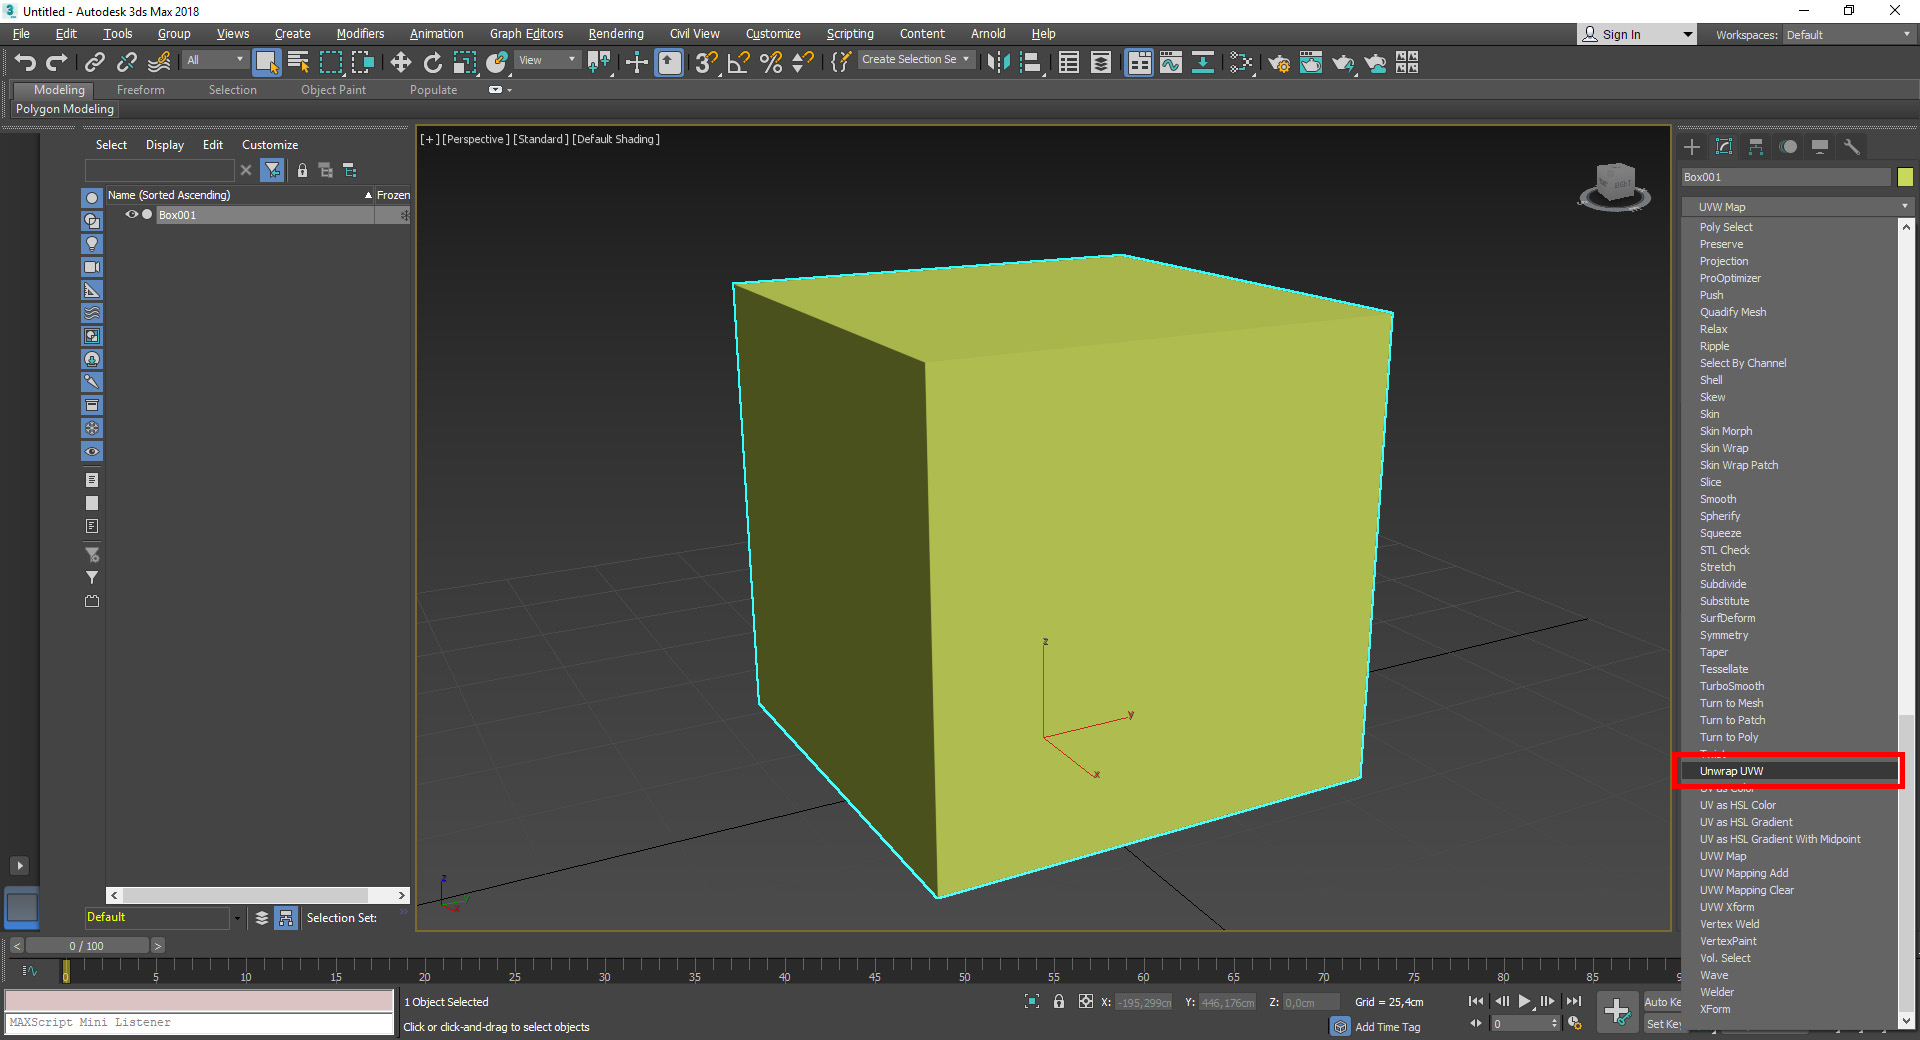 Untitled - Autodesk 3ds Max 2018
File Edit Tools Group Views Create Modifiers Animation Graph Editors Rendering Civil View Customize Scripting Content Arnold Help
Sign In
Workspaces: Default
All
View
Create Selection Se
Modeling Freeform Selection Object Paint Populate
Polygon Modeling
Select Display Edit Customize
Name (Sorted Ascending) Frozen
Box001
[+] [Perspective ] [Standard ] [Default Shading ]
z
y
x
z
Default
Selection Set:
Box001
UVW Map
Poly Select
Preserve
Projection
ProOptimizer
Push
Quadify Mesh
Relax
Ripple
Select By Channel
Shell
Skew
Skin
Skin Morph
Skin Wrap
Skin Wrap Patch
Slice
Smooth
Spherify
Squeeze
STL Check
Stretch
Subdivide
Substitute
SurfDeform
Symmetry
Taper
Tessellate
TurboSmooth
Turn to Mesh
Turn to Patch
Turn to Poly
Unwrap UVW
UV as Color
UV as HSL Color
UV as HSL Gradient
UV as HSL Gradient With Midpoint
UVW Map
UVW Mapping Add
UVW Mapping Clear
UVW Xform
Vertex Weld
VertexPaint
Vol. Select
Wave
Welder
XForm
0 / 100
0 5 10 15 20 25 30 35 40 45 50 55 60 65 70 75 80 85
1 Object Selected
X: -195,299cm Y: 446,176cm Z: 0,0cm Grid = 25,4cm
Auto Ke
MAXScript Mini Listener
Click or click-and-drag to select objects
Add Time Tag
0
Set Key